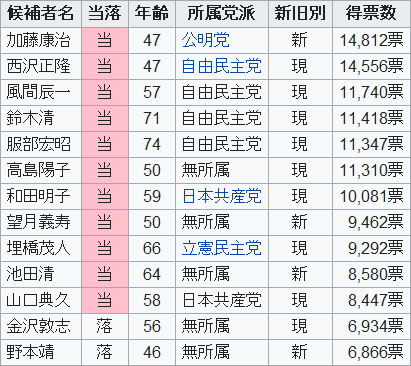 候補者名 当落 年齢 所属党派 新旧別 得票数
加藤康治 当 47 公明党 新 14,812票
西沢正隆 当 47 自由民主党 現 14,556票
風間辰一 当 57 自由民主党 現 11,740票
鈴木清 当 71 自由民主党 現 11,418票
服部宏昭 当 74 自由民主党 現 11,347票
高島陽子 当 50 無所属 現 11,310票
和田明子 当 59 日本共産党 現 10,081票
望月義寿 当 50 無所属 新 9,462票
埋橋茂人 当 66 立憲民主党 現 9,292票
池田清 当 64 無所属 現 8,580票
山口典久 当 58 日本共産党 現 8,447票
金沢敦志 落 56 無所属 現 6,934票
野本靖 落 46 無所属 新 6,866票